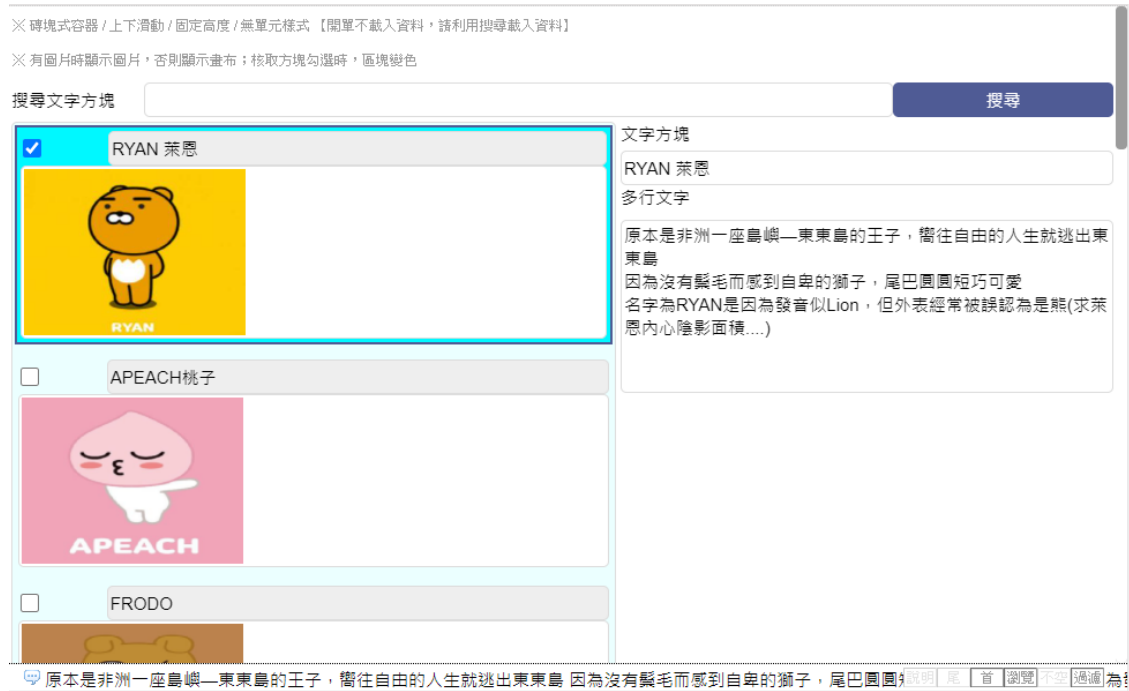 ※ 磚塊式容器 / 上下滑動 / 固定高度 / 無單元樣式 【開單不載入資料，請利用搜尋載入資料】
※ 有圖片時顯示圖片，否則顯示畫布；核取方塊勾選時，區塊變色
搜尋文字方塊
搜尋
RYAN 萊恩
RYAN
APEACH桃子
APEACH
FRODO
文字方塊
RYAN 萊恩
多行文字
原本是非洲一座島嶼—東東島的王子，嚮往自由的人生就逃出東
東島
因為沒有鬃毛而感到自卑的獅子，尾巴圓圓短巧可愛
名字為RYAN是因為發音似Lion，但外表經常被誤認為是熊(求萊
恩內心陰影面積....)
原本是非洲一座島嶼—東東島的王子，嚮往自由的人生就逃出東東島 因為沒有鬃毛而感到自卑的獅子，尾巴圓圓 說明 尾 首 瀏覽 不空 過濾 為